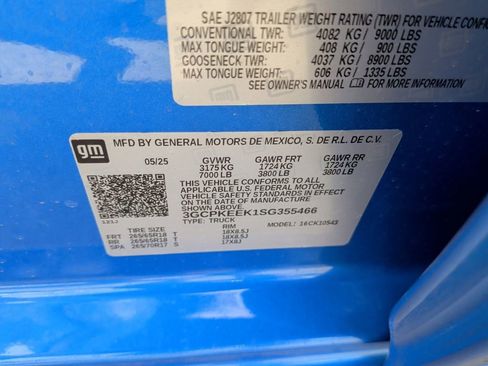 SAE J2807 TRAILER WEIGHT RATING (TWR) FOR VEHICLE CONFIG
CONVENTIONAL TWR: 4082 KG / 9000 LBS
MAX TONGUE WEIGHT: 408 KG / 900 LBS
GOOSENECK TWR: 4037 KG / 8900 LBS
MAX TONGUE WEIGHT: 606 KG / 1335 LBS
SEE OWNER'S MANUAL FOR MORE INFORMATION
gm MFD BY GENERAL MOTORS DE MEXICO, S. DE R.L. DE C.V.
05/25 GVWR GAWR FRT GAWR RR
3175 KG 1724 KG 1724 KG
7000 LB 3800 LB 3800 LB
THIS VEHICLE CONFORMS TO ALL APPLICABLE
U.S. FEDERAL MOTOR
VEHICLE SAFETY STANDARDS IN EFFECT ON
THE DATE OF MANUFACTURE SHOWN ABOVE.
3GCPKEEK1SG355466
TYPE: TRUCK
MODEL: 16CK10543
TIRE SIZE RIM
FRT 265/65R18 T 18X8.5J
RR 265/65R18 T 18X8.5J
SPA 265/70R17 S 17X8J